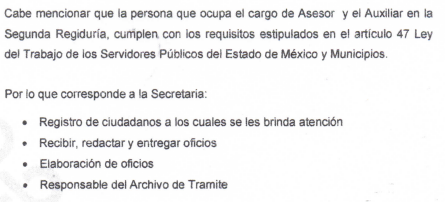 Cabe mencionar que la persona que ocupa el cargo de Asesor y el Auxiliar en la
Segunda Regiduría, cumplen con los requisitos estipulados en el artículo 47 Ley
del Trabajo de los Servidores Públicos del Estado de México y Municipios.
Por lo que corresponde a la Secretaria:
• Registro de ciudadanos a los cuales se les brinda atención
• Recibir, redactar y entregar oficios
• Elaboración de oficios
• Responsable del Archivo de Tramite